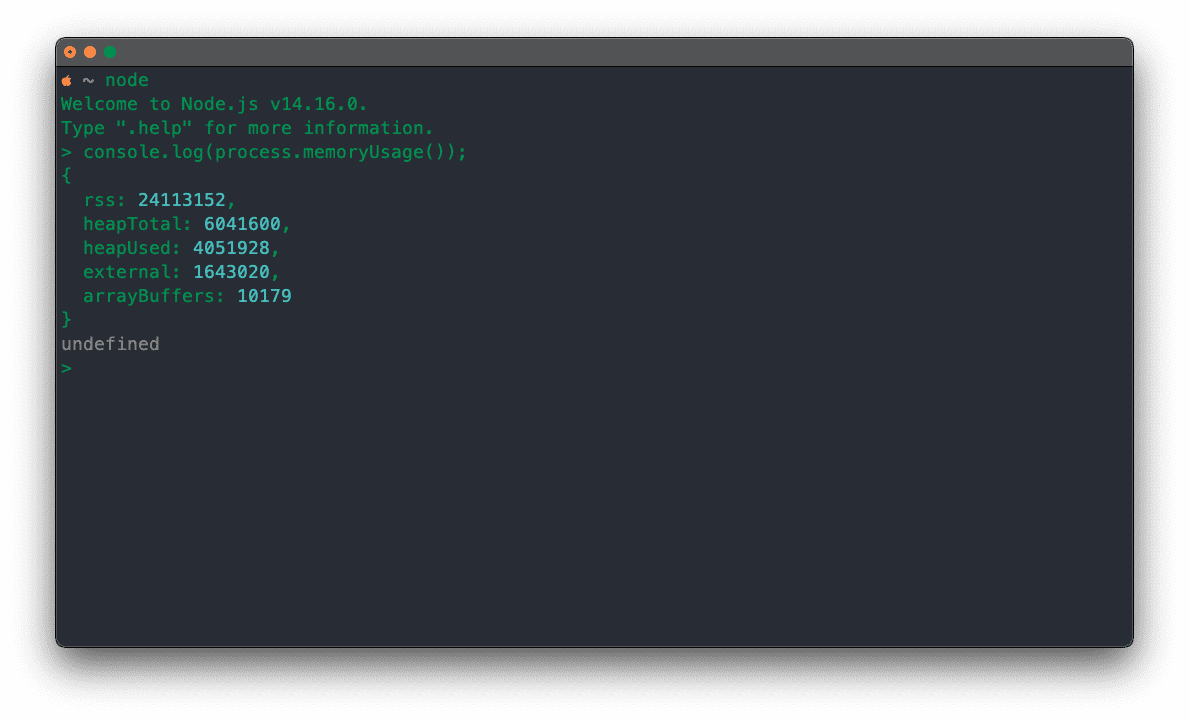 ~ node
Welcome to Node.js v14.16.0.
Type ".help" for more information.
> console.log(process.memoryUsage());
{
  rss: 24113152,
  heapTotal: 6041600,
  heapUsed: 4051928,
  external: 1643020,
  arrayBuffers: 10179
}
undefined
>